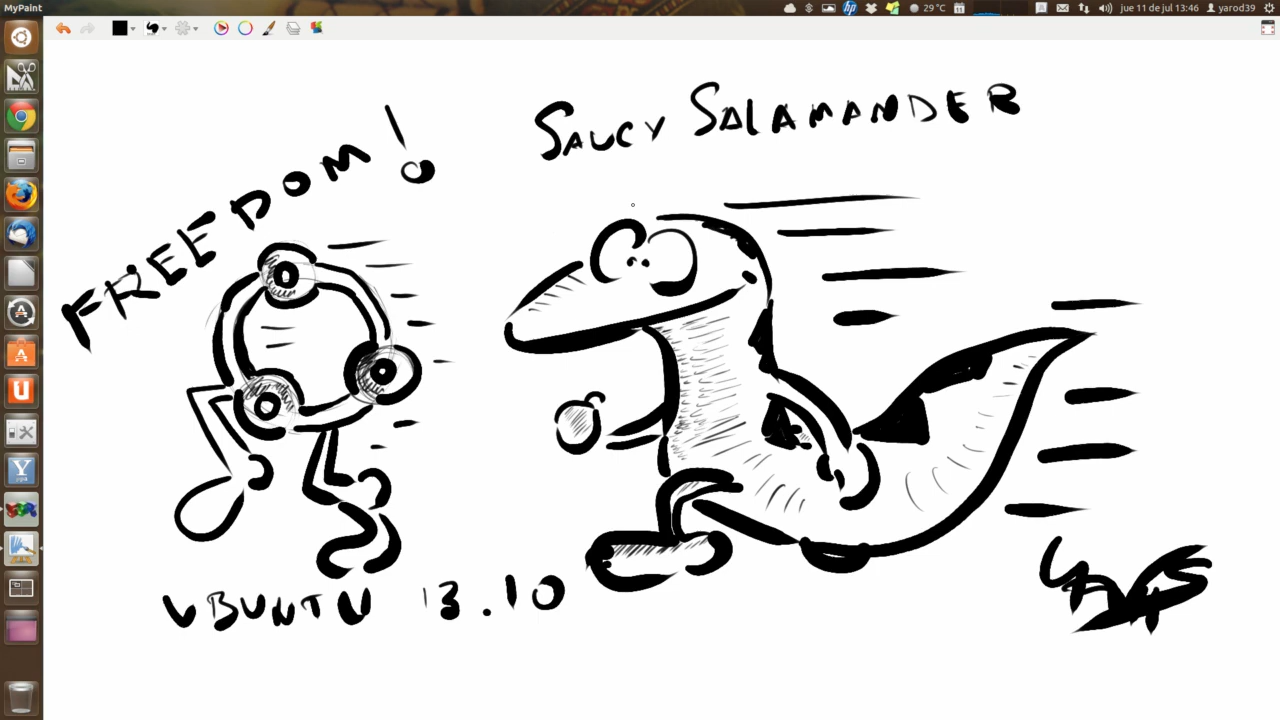 MyPaint
29 °C
jue 11 de jul 13:46
yarod39
SAUCY SALAMANDER
FREEDOM!
UBUNTU 13.10